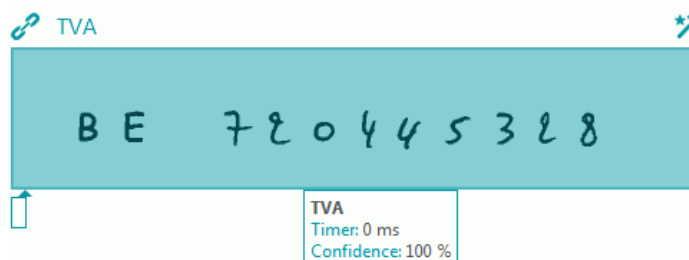 TVA
BE 720445328
TVA
Timer: 0 ms
Confidence: 100 %